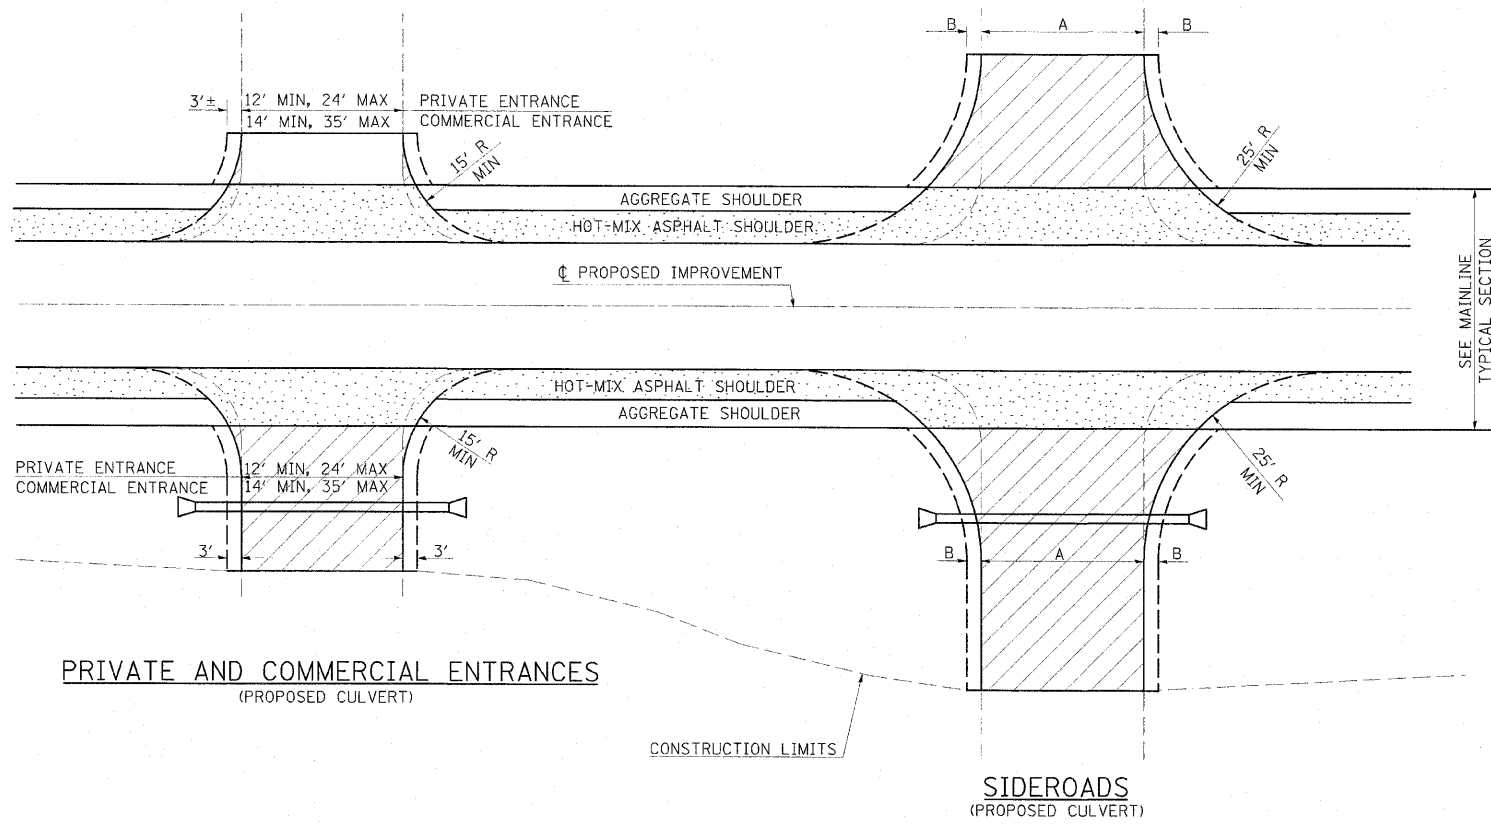 B A B
3'± 12' MIN, 24' MAX PRIVATE ENTRANCE
14' MIN, 35' MAX COMMERCIAL ENTRANCE
15' R
MIN
25' R
MIN
AGGREGATE SHOULDER
HOT-MIX ASPHALT SHOULDER
℄ PROPOSED IMPROVEMENT
SEE MAINLINE
TYPICAL SECTION
HOT-MIX ASPHALT SHOULDER
AGGREGATE SHOULDER
15' R
MIN
25' R
MIN
PRIVATE ENTRANCE 12' MIN, 24' MAX
COMMERCIAL ENTRANCE 14' MIN, 35' MAX
3' 3'
B A B
PRIVATE AND COMMERCIAL ENTRANCES
(PROPOSED CULVERT)
CONSTRUCTION LIMITS
SIDEROADS
(PROPOSED CULVERT)